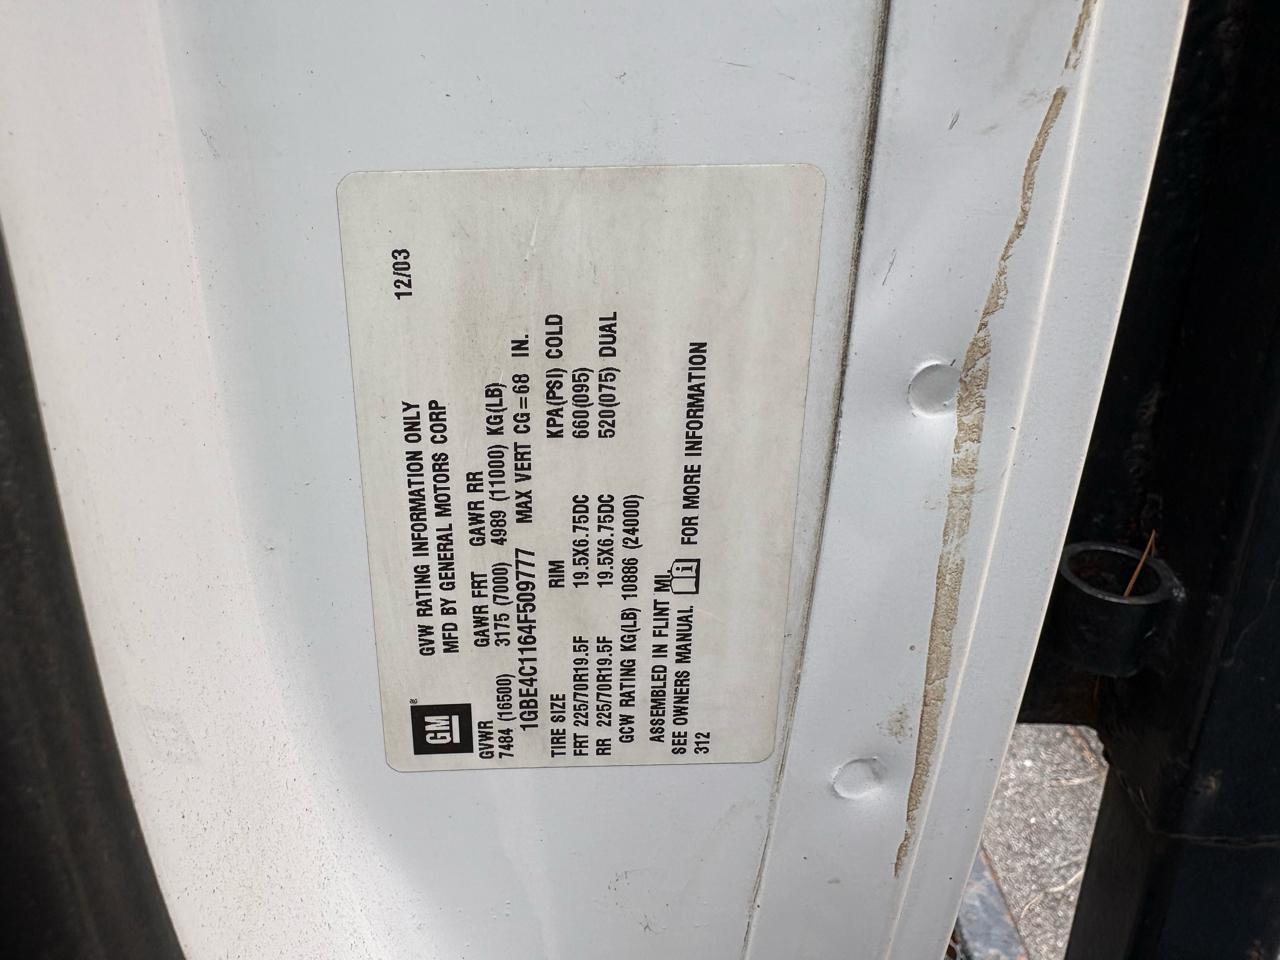 12/03
GVW RATING INFORMATION ONLY
GM ® MFD BY GENERAL MOTORS CORP
GVWR GAWR FRT GAWR RR
7484 (16500) 3175 (7000) 4989 (11000) KG(LB)
1GBE4C1164F509777 MAX VERT CG=68 IN.
TIRE SIZE RIM KPA(PSI) COLD
FRT 225/70R19.5F 19.5X6.75DC 660(095)
RR 225/70R19.5F 19.5X6.75DC 520(075) DUAL
GCW RATING KG(LB) 10886 (24000)
ASSEMBLED IN FLINT MI
SEE OWNERS MANUAL i FOR MORE INFORMATION
312